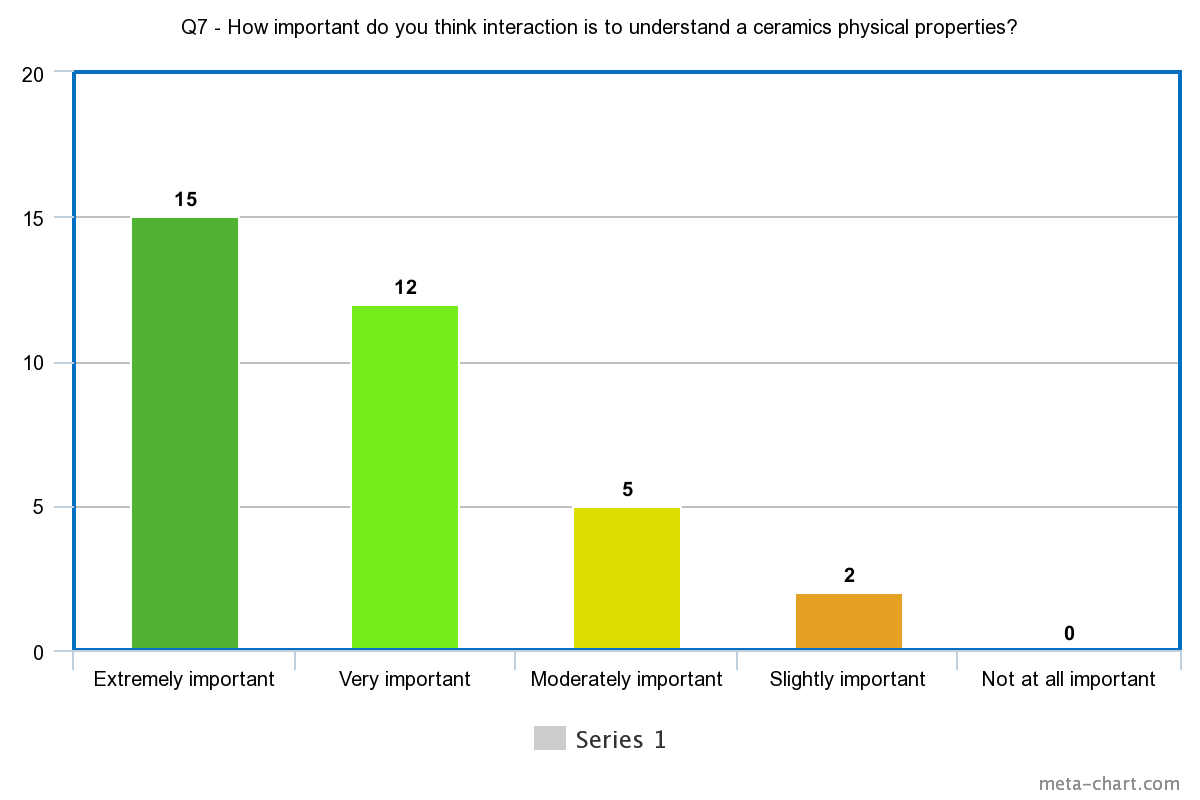 Q7 - How important do you think interaction is to understand a ceramics physical properties?
20
15
10
5
0
15
12
5
2
0
Extremely important
Very important
Moderately important
Slightly important
Not at all important
Series 1
meta-chart.com